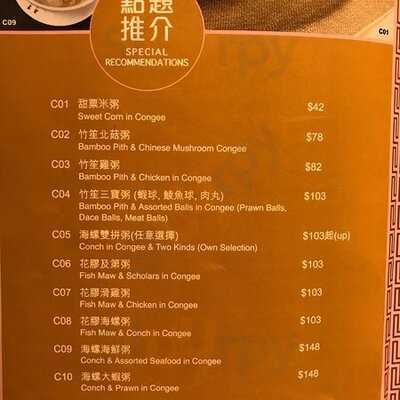 C09
點題
推介
SPECIAL
RECOMMENDATIONS
C01
C01 甜粟米粥 $42
Sweet Corn in Congee
C02 竹笙北菇粥 $78
Bamboo Pith & Chinese Mushroom Congee
C03 竹笙雞粥 $82
Bamboo Pith & Chicken in Congee
C04 竹笙三寶粥 (蝦球, 鯪魚球, 肉丸) $103
Bamboo Pith & Assorted Balls in Congee (Prawn Balls,
Dace Balls, Meat Balls)
C05 海螺雙拼粥(任意選擇) $103起(up)
Conch in Congee & Two Kinds (Own Selection)
C06 花膠及第粥 $103
Fish Maw & Scholars in Congee
C07 花膠滑雞粥 $103
Fish Maw & Chicken in Congee
C08 花膠海螺粥 $103
Fish Maw & Conch in Congee
C09 海螺海鮮粥 $148
Conch & Assorted Seafood in Congee
C10 海螺大蝦粥 $148
Conch & Prawn in Congee